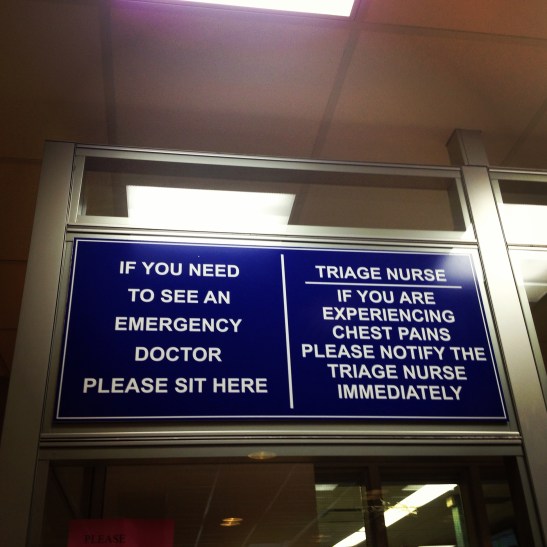 IF YOU NEED
TO SEE AN
EMERGENCY
DOCTOR
PLEASE SIT HERE
TRIAGE NURSE
IF YOU ARE
EXPERIENCING
CHEST PAINS
PLEASE NOTIFY THE
TRIAGE NURSE
IMMEDIATELY
PLEASE